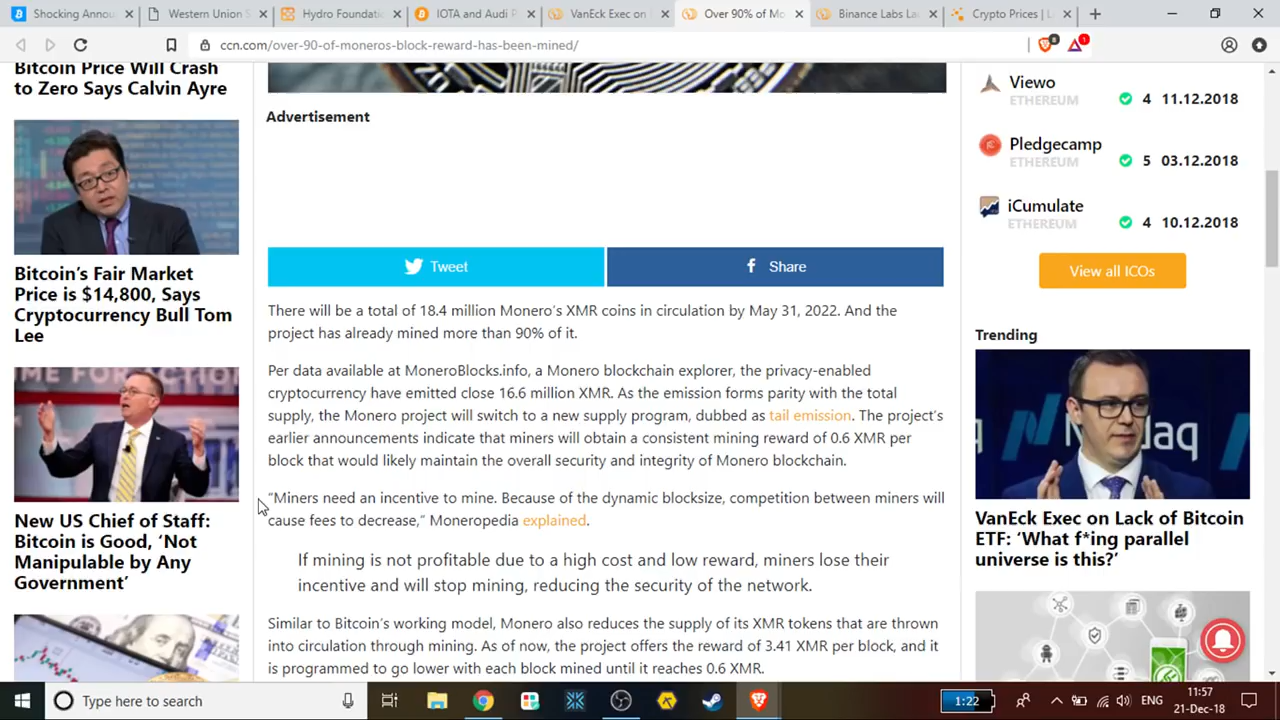 Shocking Annou
Western Union S
Hydro Foundatio
IOTA and Audi P
VanEck Exec on
Over 90% of Mo
Binance Labs La
Crypto Prices | L
ccn.com/over-90-of-moneros-block-reward-has-been-mined/
8
1
Bitcoin Price Will Crash
to Zero Says Calvin Ayre
Bitcoin’s Fair Market
Price is $14,800, Says
Cryptocurrency Bull Tom
Lee
New US Chief of Staff:
Bitcoin is Good, ‘Not
Manipulable by Any
Government’
Advertisement
Tweet
Share
There will be a total of 18.4 million Monero’s XMR coins in circulation by May 31, 2022. And the
project has already mined more than 90% of it.
Per data available at MoneroBlocks.info, a Monero blockchain explorer, the privacy-enabled
cryptocurrency have emitted close 16.6 million XMR. As the emission forms parity with the total
supply, the Monero project will switch to a new supply program, dubbed as tail emission. The project’s
earlier announcements indicate that miners will obtain a consistent mining reward of 0.6 XMR per
block that would likely maintain the overall security and integrity of Monero blockchain.
“Miners need an incentive to mine. Because of the dynamic blocksize, competition between miners will
cause fees to decrease,” Moneropedia explained.
If mining is not profitable due to a high cost and low reward, miners lose their
incentive and will stop mining, reducing the security of the network.
Similar to Bitcoin’s working model, Monero also reduces the supply of its XMR tokens that are thrown
into circulation through mining. As of now, the project offers the reward of 3.41 XMR per block, and it
is programmed to go lower with each block mined until it reaches 0.6 XMR.
Viewo
ETHEREUM
4 11.12.2018
Pledgecamp
ETHEREUM
5 03.12.2018
iCumulate
ETHEREUM
4 10.12.2018
View all ICOs
Trending
Nasdaq
VanEck Exec on Lack of Bitcoin
ETF: ‘What f*ing parallel
universe is this?’
Type here to search
1:22
ENG
11:57
21-Dec-18